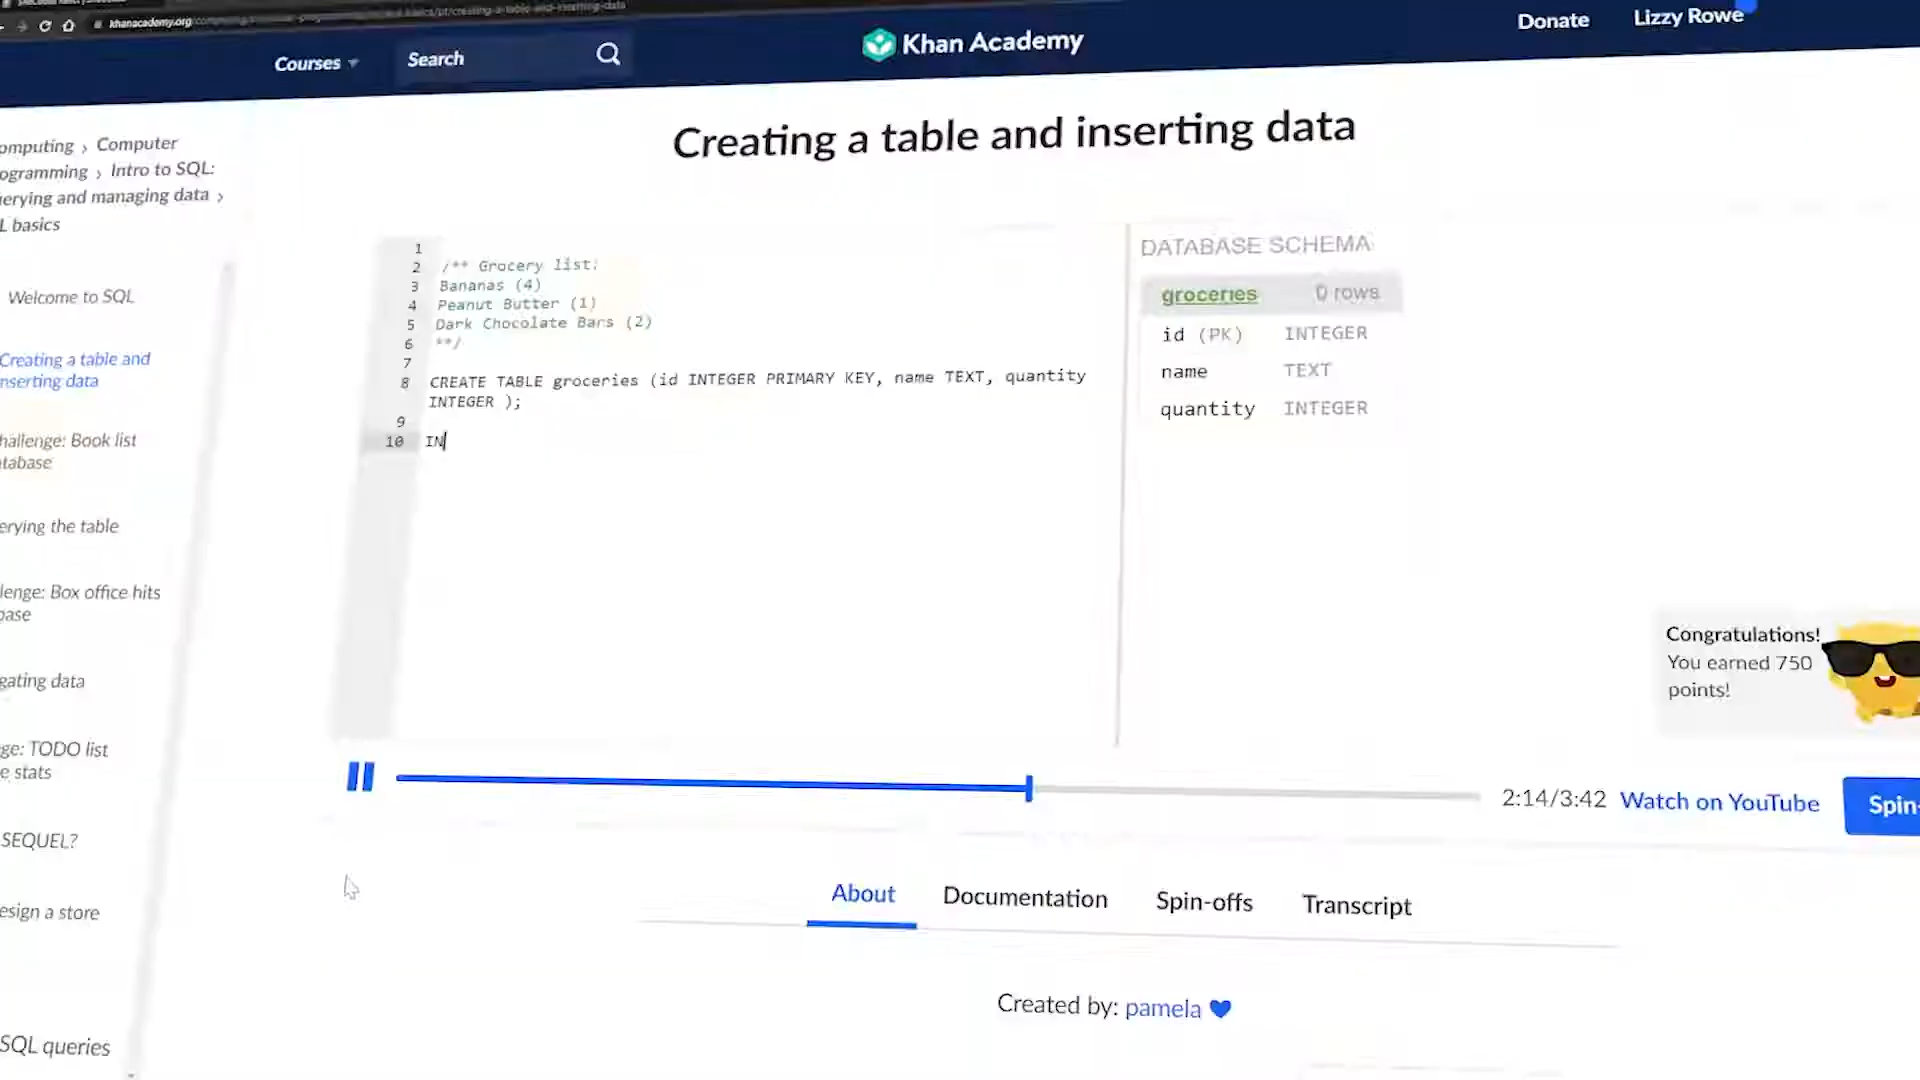 khanacademy.org
Courses
Search
Khan Academy
Donate
Lizzy Rowe
omputing › Computer
ogramming › Intro to SQL:
erying and managing data ›
L basics
Creating a table and inserting data
Welcome to SQL
Creating a table and
nserting data
hallenge: Book list
tabase
erying the table
lenge: Box office hits
base
gating data
ge: TODO list
e stats
SEQUEL?
esign a store
SQL queries
1
2 /** Grocery list:
3 Bananas (4)
4 Peanut Butter (1)
5 Dark Chocolate Bars (2)
6 **/
7
8 CREATE TABLE groceries (id INTEGER PRIMARY KEY, name TEXT, quantity
INTEGER );
9
10 IN
DATABASE SCHEMA
groceries 0 rows
id (PK) INTEGER
name TEXT
quantity INTEGER
Congratulations!
You earned 750
points!
2:14/3:42
Watch on YouTube
Spin-
About
Documentation
Spin-offs
Transcript
Created by: pamela